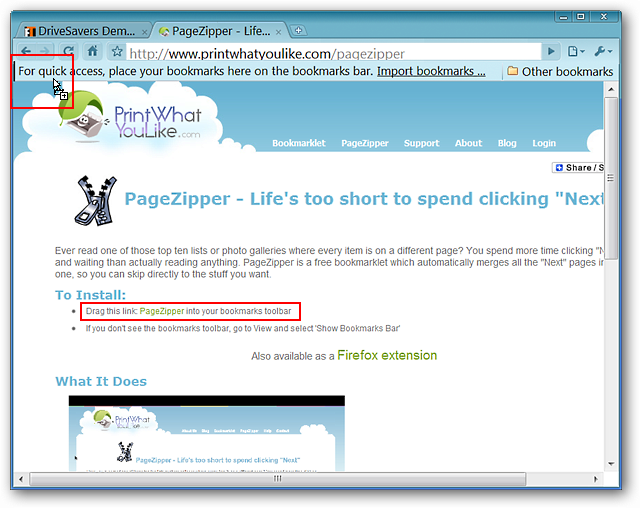 DriveSavers Dem...
PageZipper – Life...
http://www.printwhatyoulike.com/pagezipper
For quick access, place your bookmarks here on the bookmarks bar. Import bookmarks ...
Other bookmarks
PrintWhat
YouLike.com
Bookmarklet PageZipper Support About Blog Login
Share / S
PageZipper - Life's too short to spend clicking "Next
Ever read one of those top ten lists or photo galleries where every item is on a different page? You spend more time clicking "N
and waiting than actually reading anything. PageZipper is a free bookmarklet which automatically merges all the "Next" pages in
one, so you can skip directly to the stuff you want.
To Install:
Drag this link: PageZipper into your bookmarks toolbar
If you don't see the bookmarks toolbar, go to View and select 'Show Bookmarks Bar'
Also available as a Firefox extension
What It Does
PrintWhat
YouLike.com
PageZipper - Life's too short to spend clicking "Next"